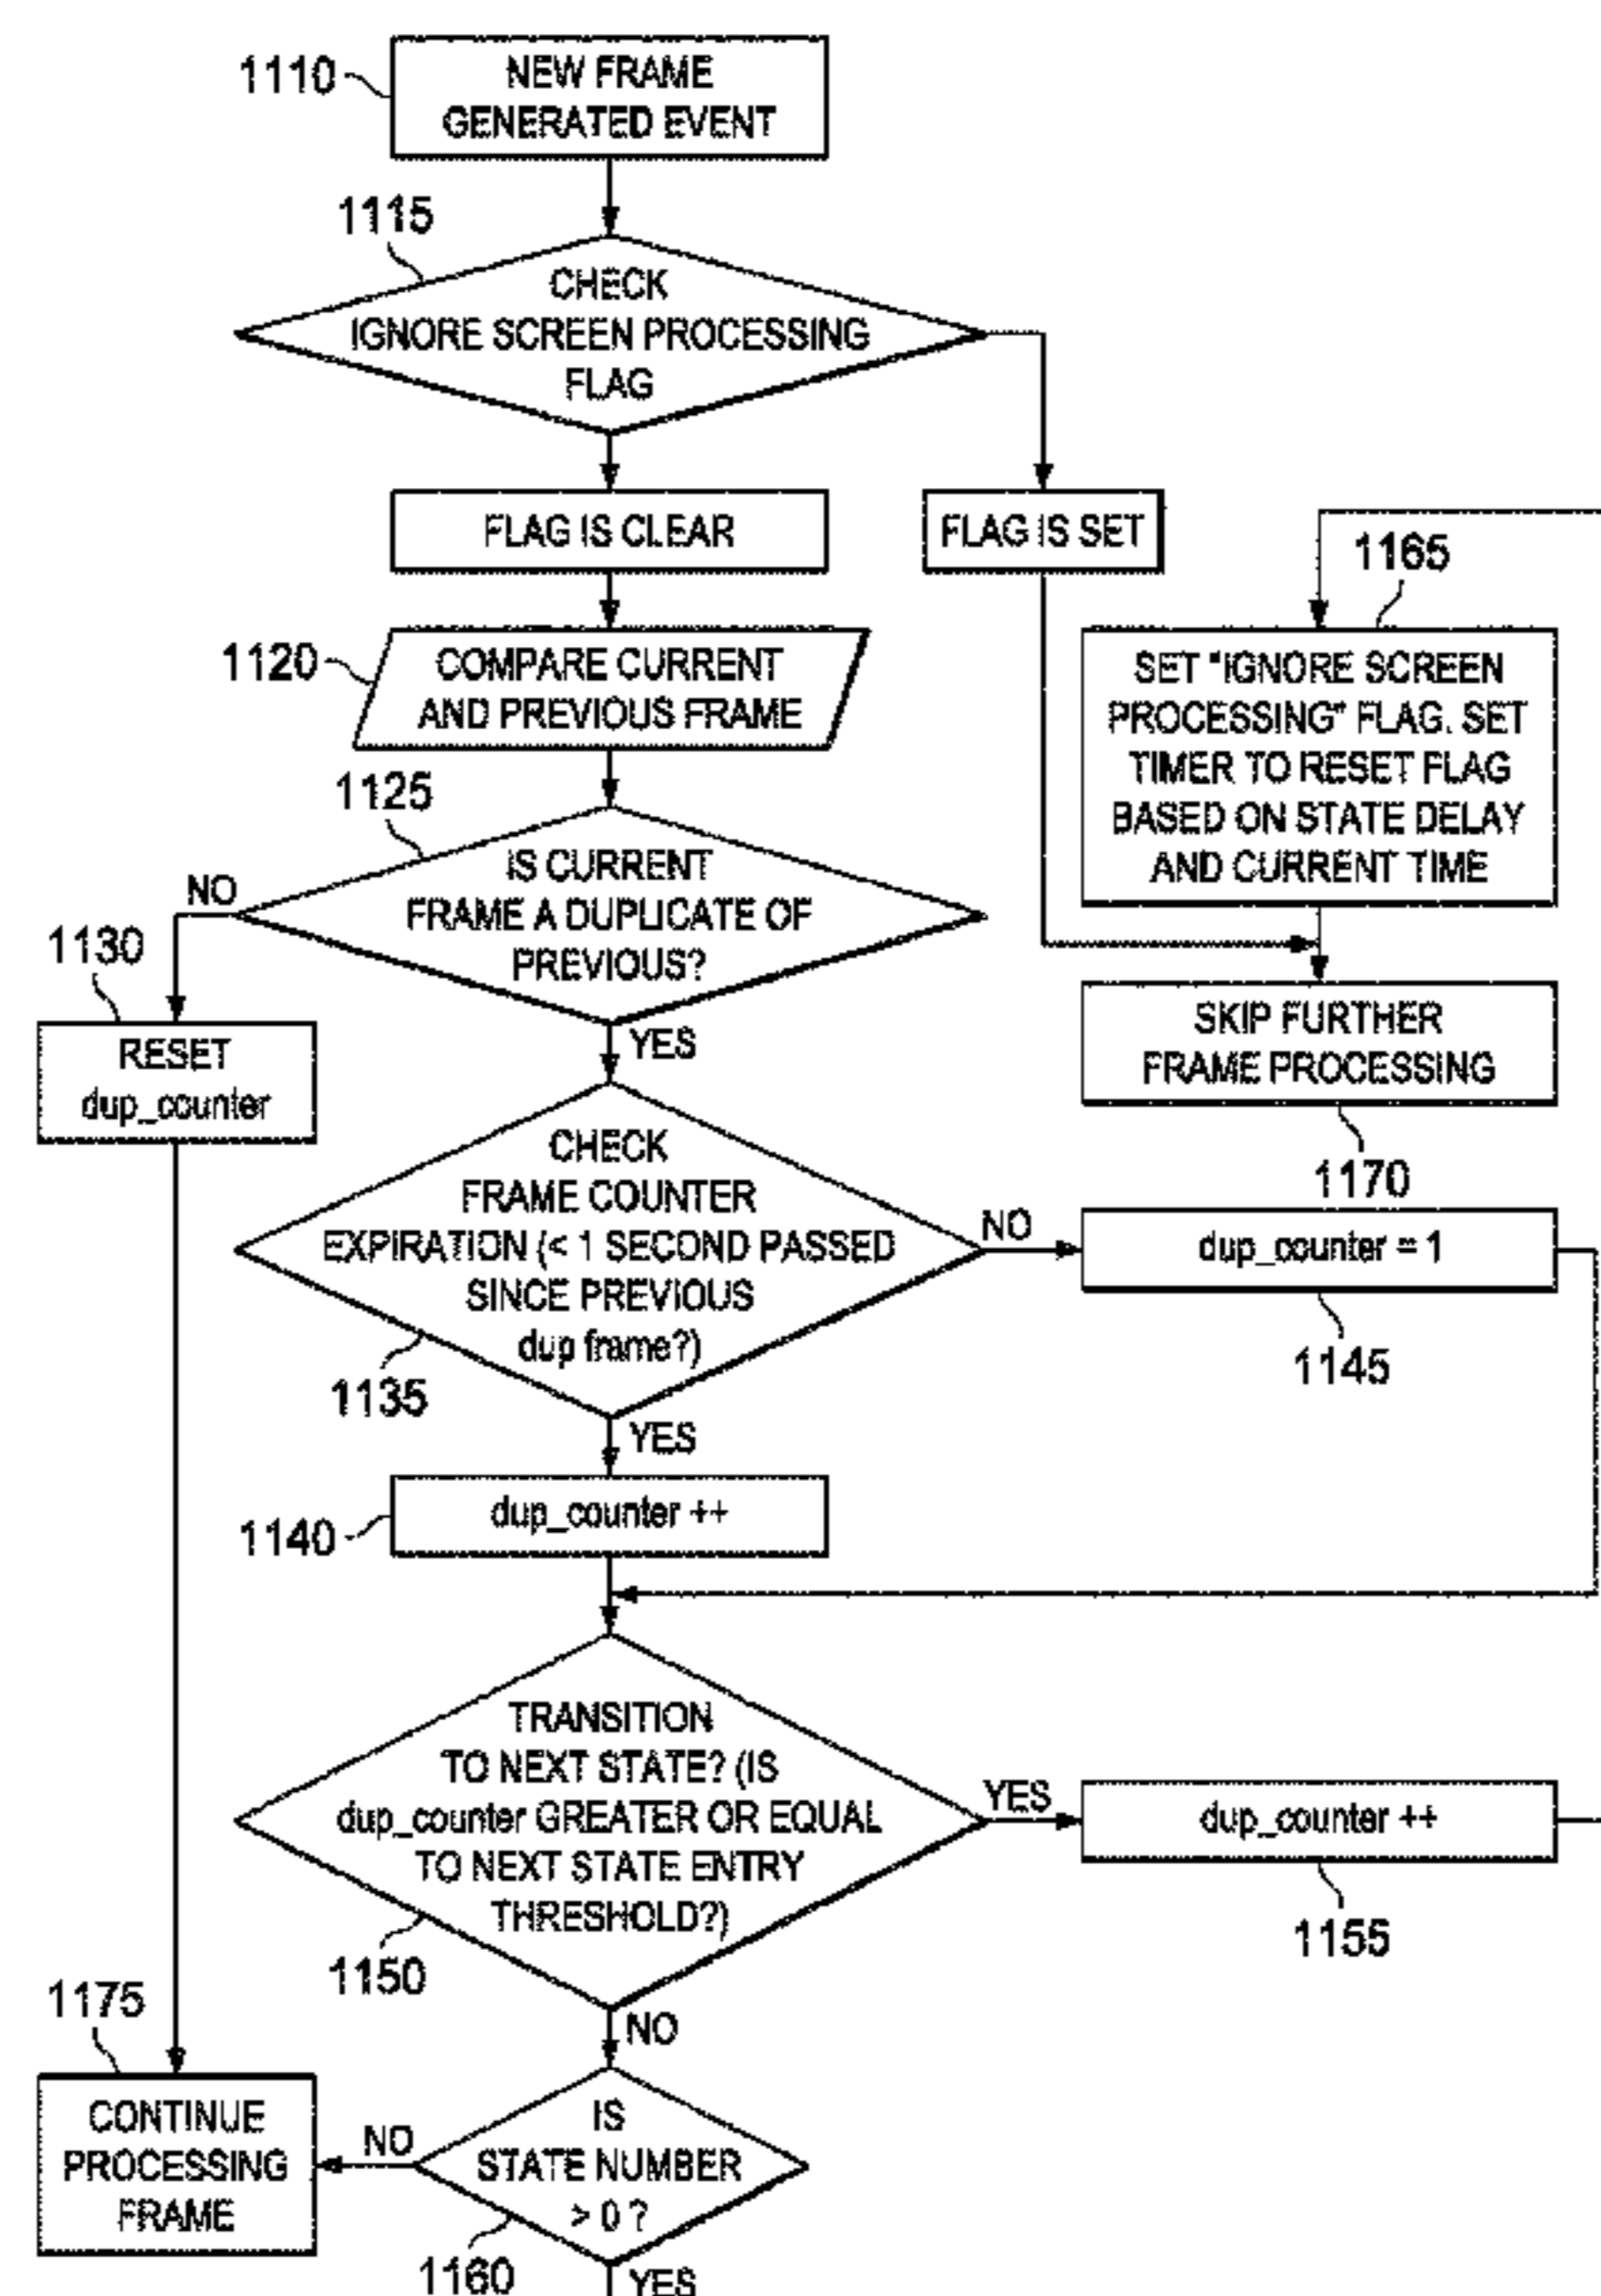 1110
NEW FRAME
GENERATED EVENT
1115
CHECK
IGNORE SCREEN PROCESSING
FLAG
FLAG IS CLEAR
FLAG IS SET
1120
COMPARE CURRENT
AND PREVIOUS FRAME
1165
SET "IGNORE SCREEN
PROCESSING" FLAG. SET
TIMER TO RESET FLAG
BASED ON STATE DELAY
AND CURRENT TIME
1125
IS CURRENT
FRAME A DUPLICATE OF
PREVIOUS?
NO
YES
1130
RESET
dup_counter
SKIP FURTHER
FRAME PROCESSING
1170
CHECK
FRAME COUNTER
EXPIRATION (< 1 SECOND PASSED
SINCE PREVIOUS
dup frame?)
1135
NO
dup_counter = 1
1145
YES
1140
dup_counter ++
TRANSITION
TO NEXT STATE? (IS
dup_counter GREATER OR EQUAL
TO NEXT STATE ENTRY
THRESHOLD?)
1150
YES
dup_counter ++
1155
NO
1175
CONTINUE
PROCESSING
FRAME
NO
IS
STATE NUMBER
> 0 ?
1160
YES